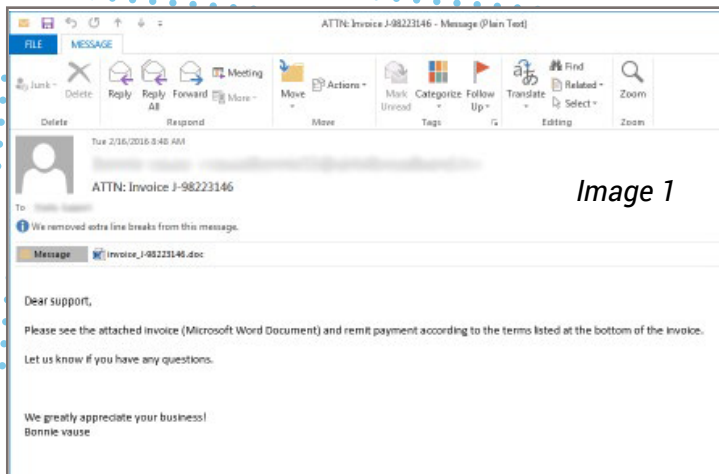 ATTN: Invoice J-98223146 - Message (Plain Text)
FILE MESSAGE
Junk Delete Reply Reply All Forward Meeting More Move Actions Mark Unread Categorize Follow Up Translate Find Related Select Zoom
Delete Respond Move Tags Editing Zoom
Tue 2/16/2016 8:48 AM
ATTN: Invoice J-98223146
Image 1
To
We removed extra line breaks from this message.
Message invoice_J-98223146.doc
Dear support,
Please see the attached invoice (Microsoft Word Document) and remit payment according to the terms listed at the bottom of the invoice.
Let us know if you have any questions.
We greatly appreciate your business!
Bonnie vause